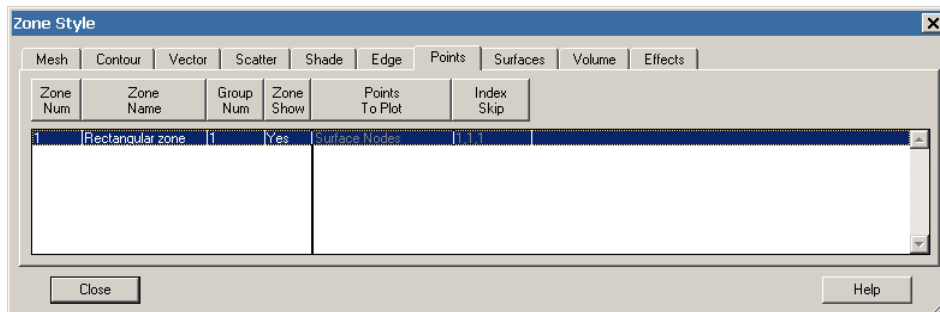 Zone Style
Mesh Contour Vector Scatter Shade Edge Points Surfaces Volume Effects
Zone Num Zone Name Group Num Zone Show Points To Plot Index Skip
1 Rectangular zone 1 Yes Surface Nodes 1,1,1
Close Help